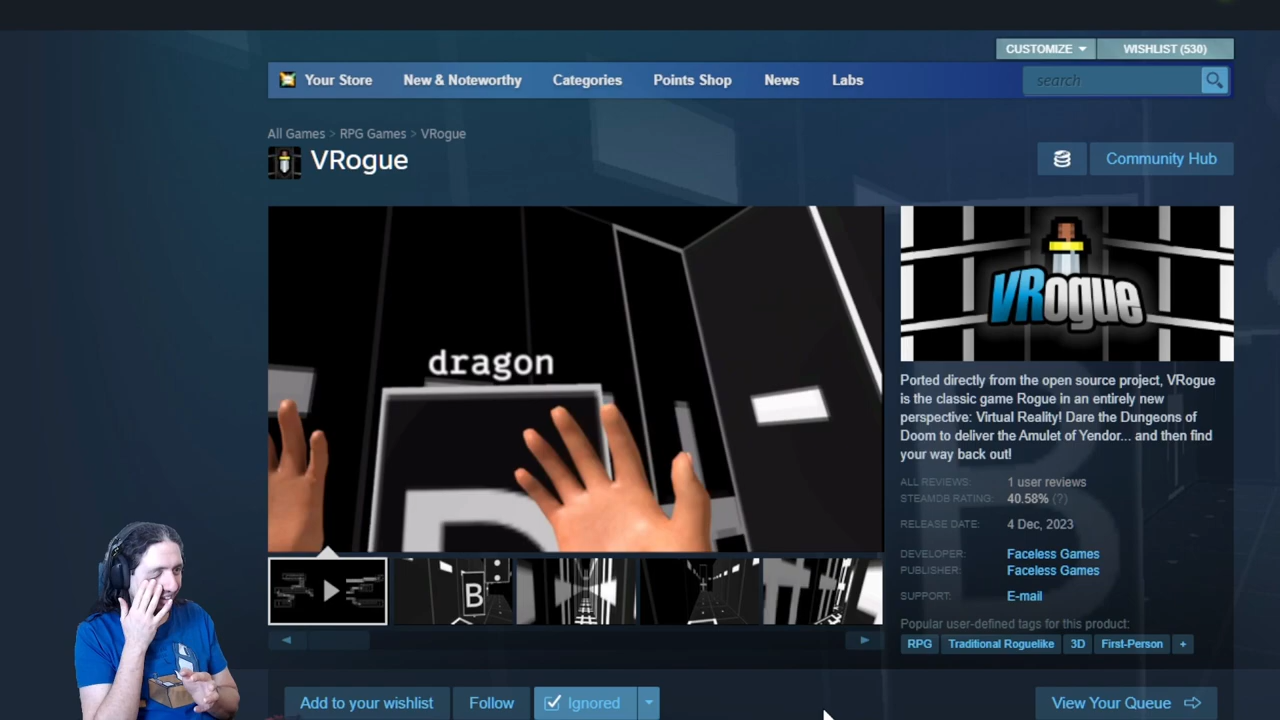 CUSTOMIZE
WISHLIST (530)
Your Store
New & Noteworthy
Categories
Points Shop
News
Labs
search
All Games > RPG Games > VRogue
VRogue
Community Hub
dragon
D
VRogue
Ported directly from the open source project, VRogue
is the classic game Rogue in an entirely new
perspective: Virtual Reality! Dare the Dungeons of
Doom to deliver the Amulet of Yendor... and then find
your way back out!
ALL REVIEWS: 1 user reviews
STEAMDB RATING: 40.58% (?)
RELEASE DATE: 4 Dec, 2023
DEVELOPER: Faceless Games
PUBLISHER: Faceless Games
SUPPORT: E-mail
Popular user-defined tags for this product:
RPG
Traditional Roguelike
3D
First-Person
+
B
Add to your wishlist
Follow
Ignored
View Your Queue